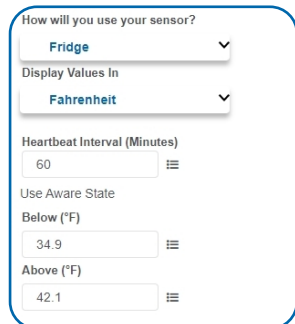 How will you use your sensor?
Fridge
Display Values In
Fahrenheit
Heartbeat Interval (Minutes)
60
Use Aware State
Below (°F)
34.9
Above (°F)
42.1